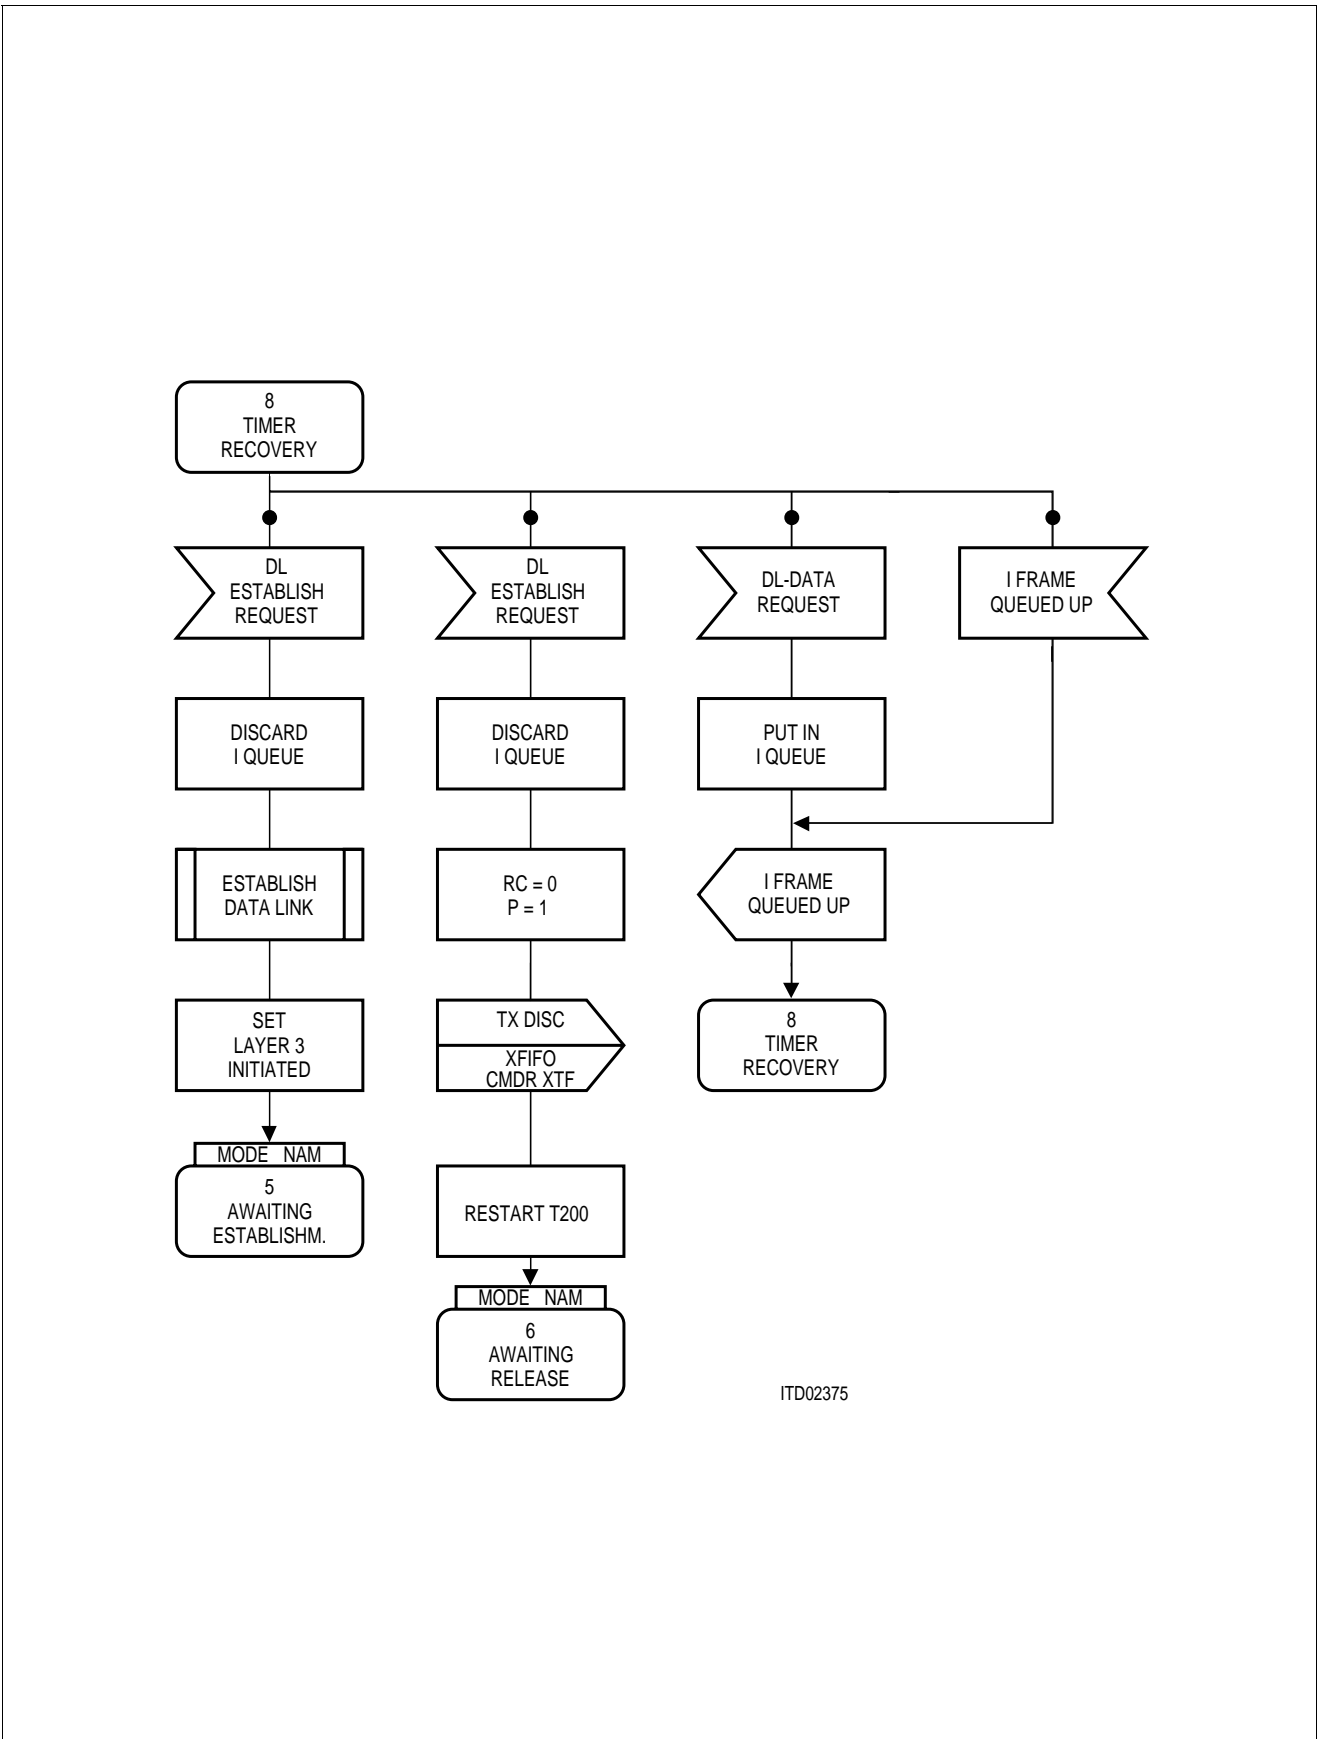 8
TIMER
RECOVERY
DL
ESTABLISH
REQUEST
DISCARD
I QUEUE
ESTABLISH
DATA LINK
SET
LAYER 3
INITIATED
MODE NAM
5
AWAITING
ESTABLISHM.
DL
ESTABLISH
REQUEST
DISCARD
I QUEUE
RC = 0
P = 1
TX DISC
XFIFO
CMDR XTF
RESTART T200
MODE NAM
6
AWAITING
RELEASE
DL-DATA
REQUEST
PUT IN
I QUEUE
I FRAME
QUEUED UP
8
TIMER
RECOVERY
I FRAME
QUEUED UP
ITD02375